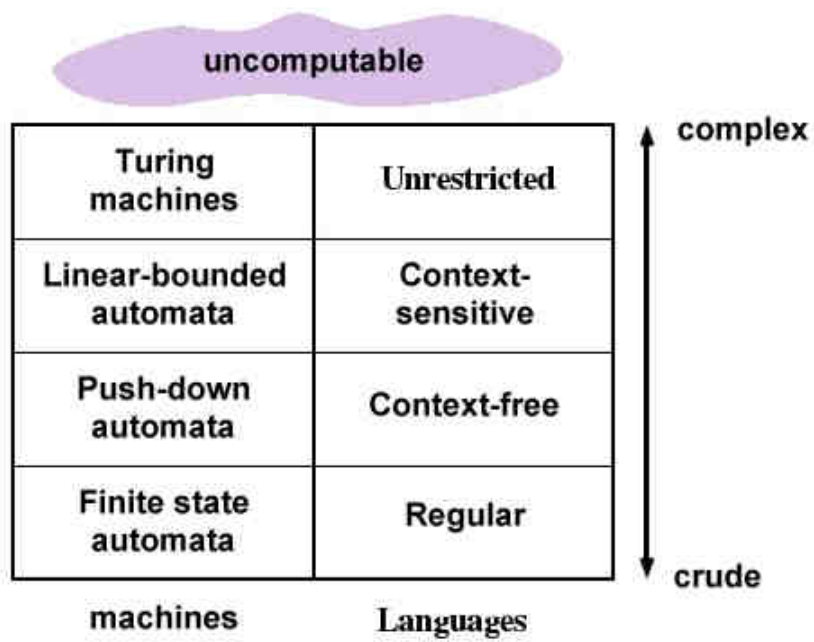 uncomputable
complex
Turing
machines
Unrestricted
Linear-bounded
automata
Context-
sensitive
Push-down
automata
Context-free
Finite state
automata
Regular
crude
machines
Languages